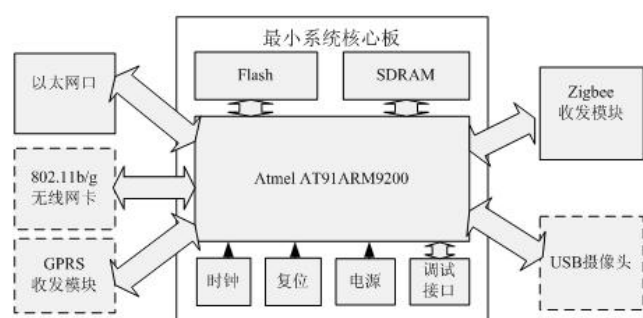 最小系统核心板
以太网口
Flash
SDRAM
Zigbee
收发模块
802.11b/g
无线网卡
Atmel AT91ARM9200
GPRS
收发模块
时钟
复位
电源
调试
接口
USB摄像头